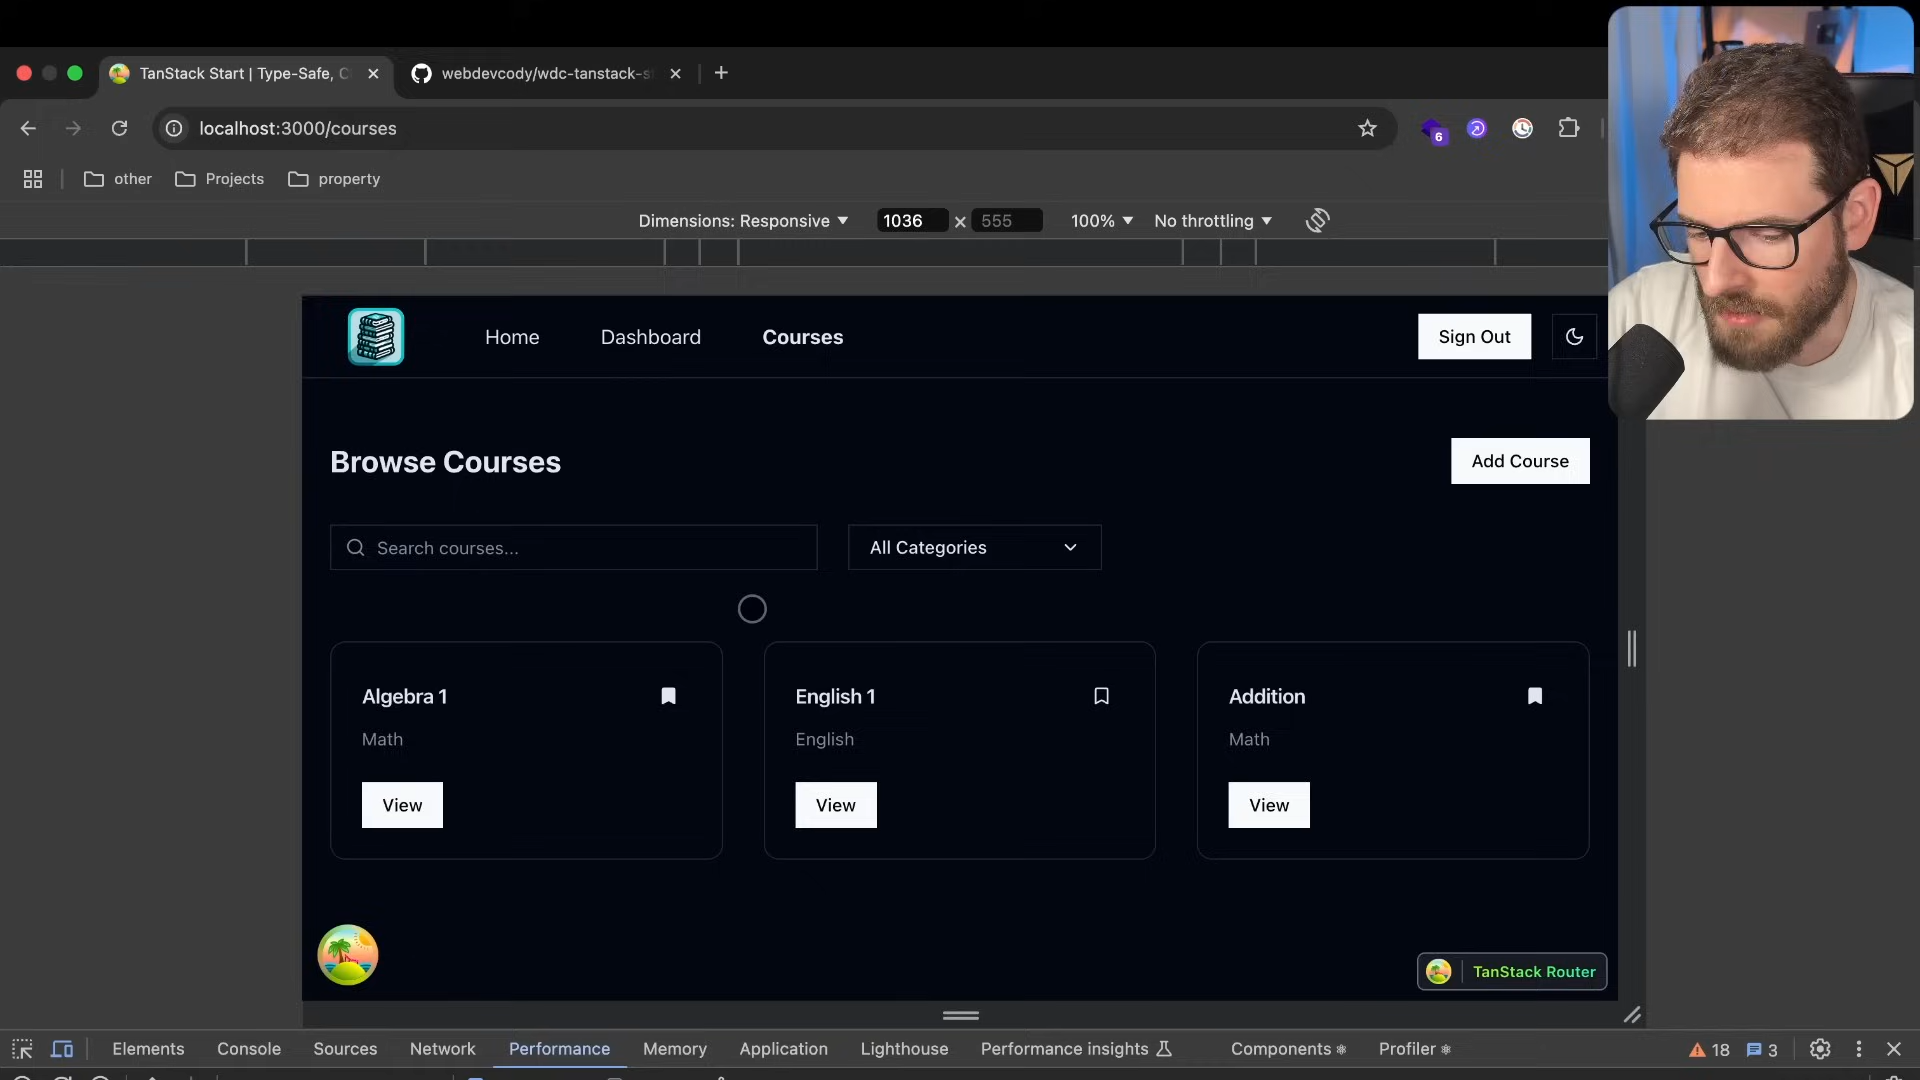 TanStack Start | Type-Safe, C
webdevcody/wdc-tanstack-s
localhost:3000/courses
6
other
Projects
property
Dimensions: Responsive
1036 × 555
100%
No throttling
Home
Dashboard
Courses
Sign Out
Browse Courses
Add Course
Search courses...
All Categories
Algebra 1
English 1
Addition
Math
English
Math
View
View
View
TanStack Router
Elements
Console
Sources
Network
Performance
Memory
Application
Lighthouse
Performance insights
Components
Profiler
18
3